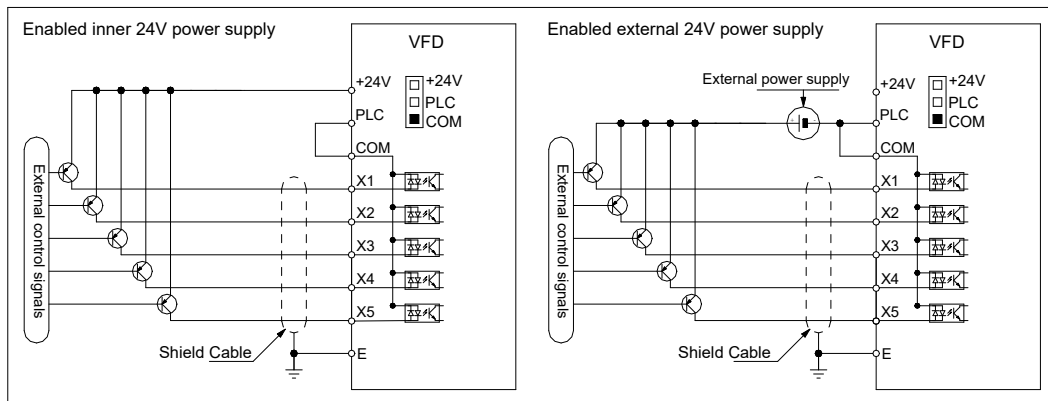 Enabled inner 24V power supply
VFD
+24V
+24V
PLC
COM
PLC
COM
X1
X2
X3
X4
X5
E
External control signals
Shield Cable
Enabled external 24V power supply
VFD
External power supply
+24V
+24V
PLC
COM
PLC
COM
X1
X2
X3
X4
X5
E
External control signals
Shield Cable